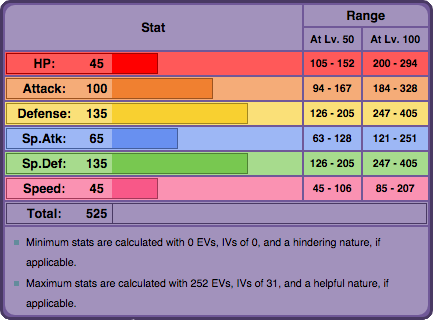 Stat Range
At Lv. 50 At Lv. 100
HP: 45 105 - 152 200 - 294
Attack: 100 94 - 167 184 - 328
Defense: 135 126 - 205 247 - 405
Sp.Atk: 65 63 - 128 121 - 251
Sp.Def: 135 126 - 205 247 - 405
Speed: 45 45 - 106 85 - 207
Total: 525
Minimum stats are calculated with 0 EVs, IVs of 0, and a hindering nature, if
applicable.
Maximum stats are calculated with 252 EVs, IVs of 31, and a helpful nature, if
applicable.